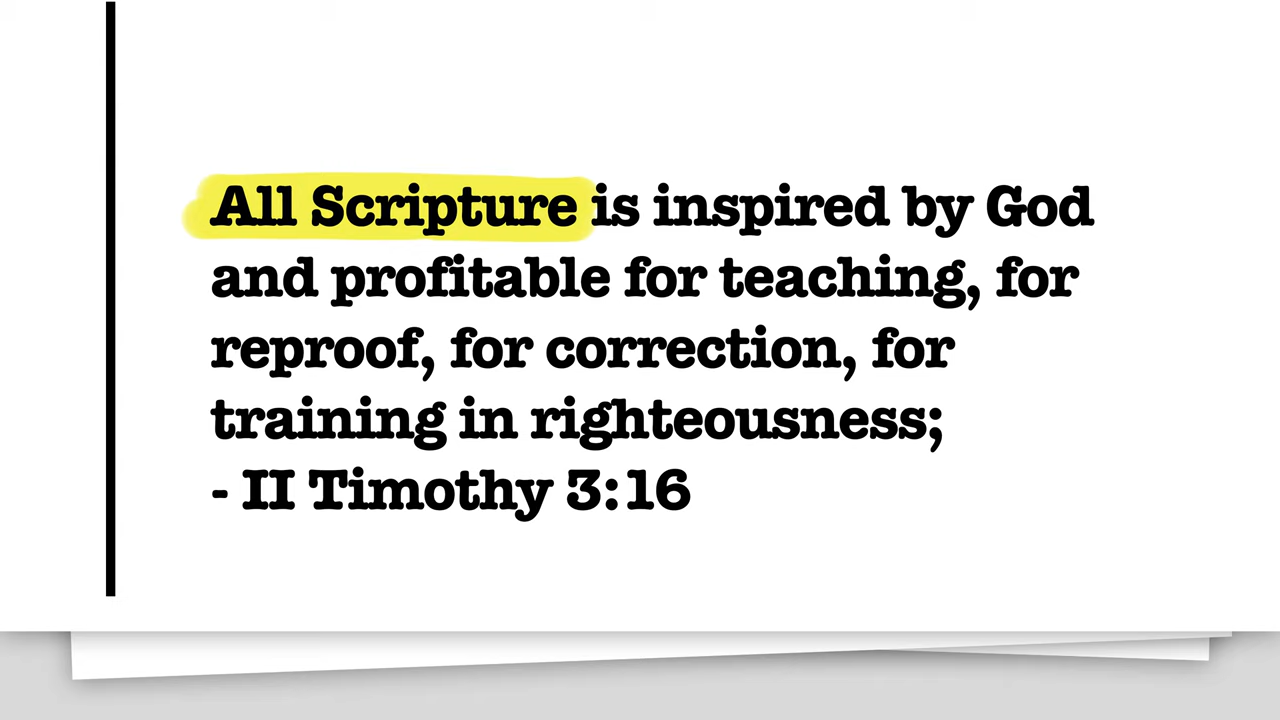 All Scripture is inspired by God
and profitable for teaching, for
reproof, for correction, for
training in righteousness;
- II Timothy 3:16